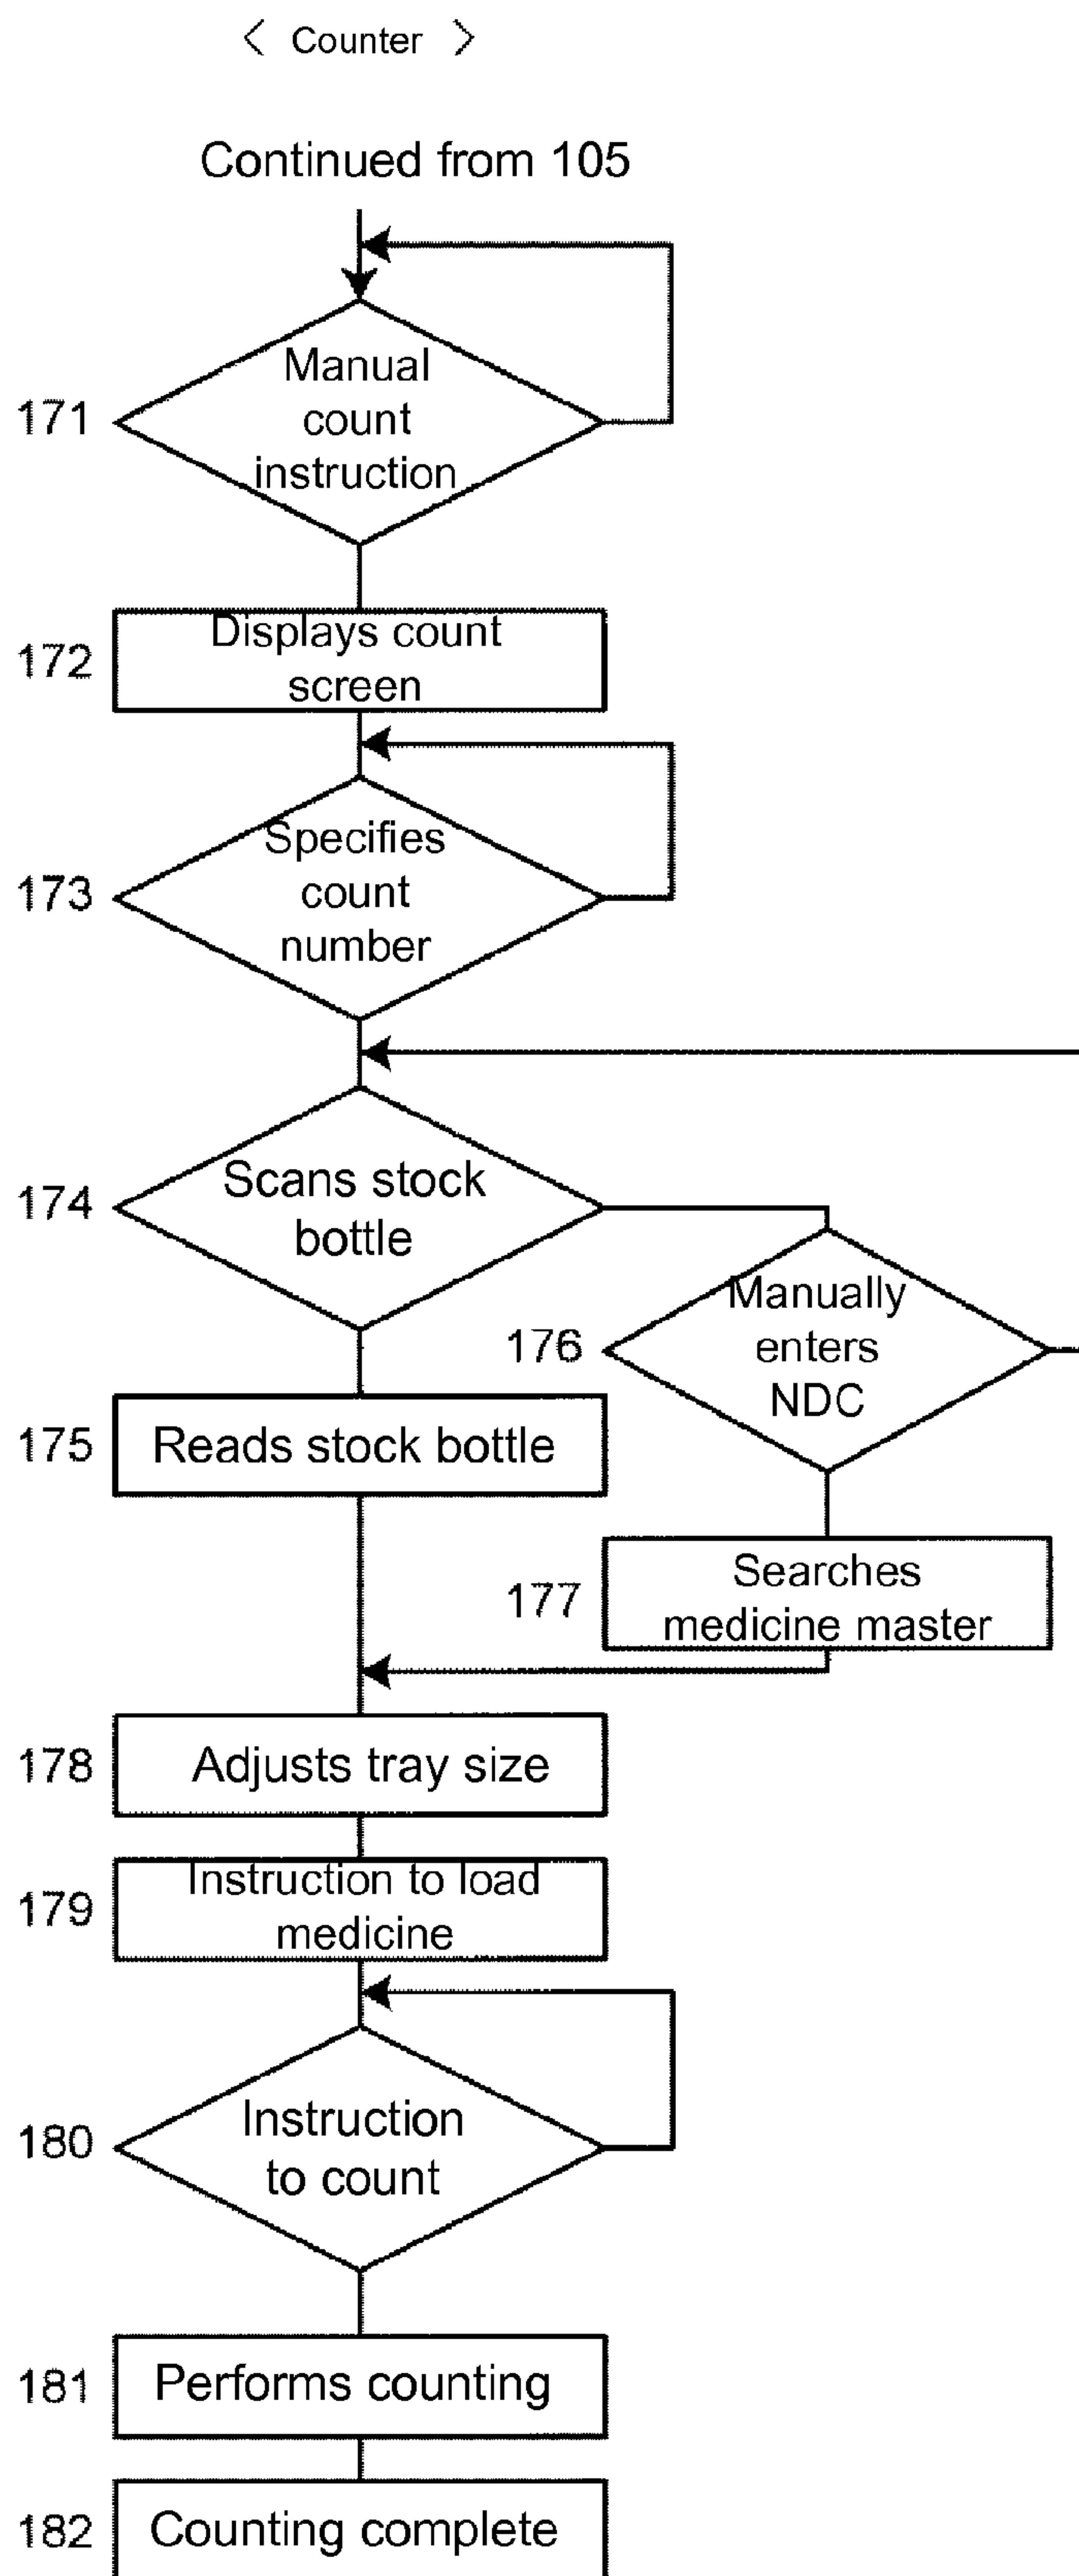 < Counter >
Continued from 105
171
Manual
count
instruction
172
Displays count
screen
173
Specifies
count
number
174
Scans stock
bottle
176
Manually
enters
NDC
175
Reads stock bottle
177
Searches
medicine master
178
Adjusts tray size
179
Instruction to load
medicine
180
Instruction
to count
181
Performs counting
182
Counting complete